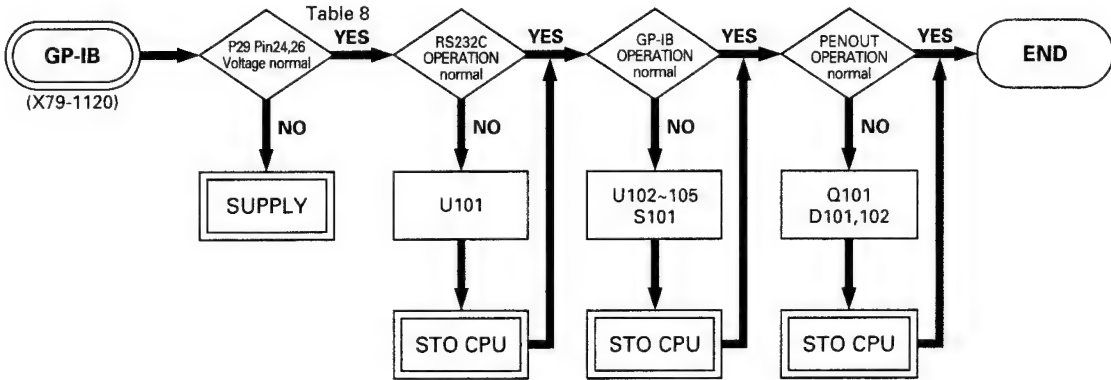 Table 8
GP-IB
(X79-1120)
P29 Pin24,26
Voltage normal
YES
NO
SUPPLY
RS232C
OPERATION
normal
YES
NO
U101
STO CPU
GP-IB
OPERATION
normal
YES
NO
U102~105
S101
STO CPU
PENOUT
OPERATION
normal
YES
NO
Q101
D101,102
STO CPU
END